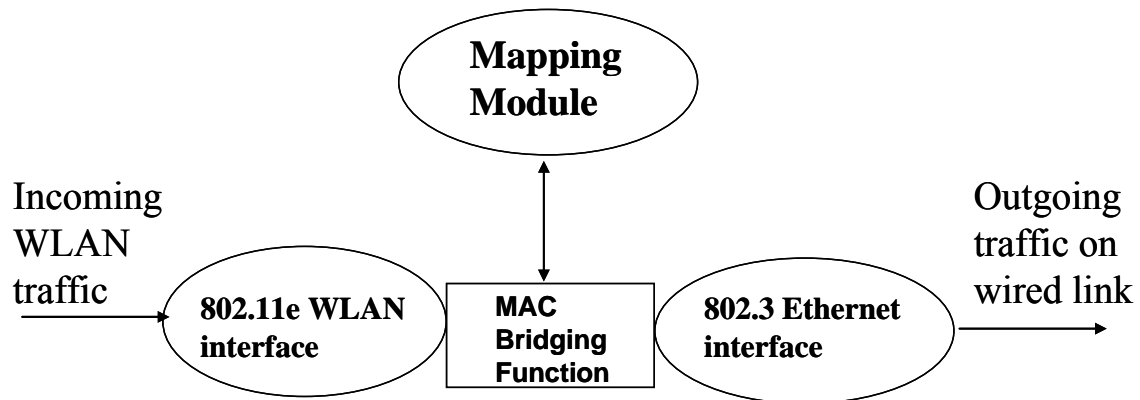 Mapping
Module
Incoming
WLAN
traffic
802.11e WLAN
interface
MAC
Bridging
Function
802.3 Ethernet
interface
Outgoing
traffic on
wired link